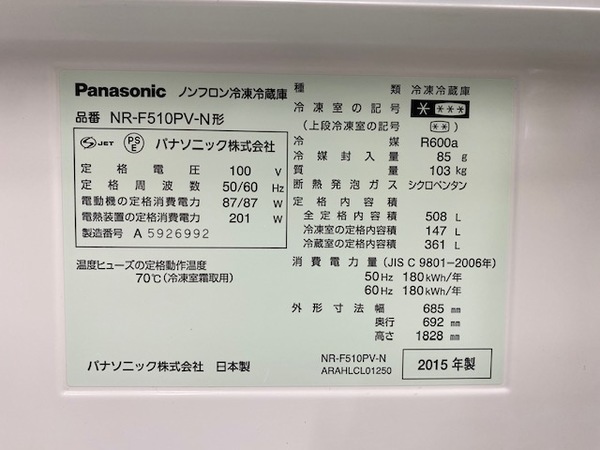 Panasonic ノンフロン冷凍冷蔵庫
品番 NR-F510PV-N形
S JET PSE パナソニック株式会社
定格電圧 100 V
定格周波数 50/60 Hz
電動機の定格消費電力 87/87 W
電熱装置の定格消費電力 201 W
製造番号 A 5926992
温度ヒューズの定格動作温度
70℃(冷凍室霜取用)
パナソニック株式会社 日本製
種類 冷凍冷蔵庫
冷凍室の記号 * ***
(上段冷凍室の記号 **)
冷媒 R600a
冷媒封入量 85 g
質量 103 kg
断熱発泡ガス シクロペンタン
定格内容積
全定格内容積 508 L
冷凍室の定格内容積 147 L
冷蔵室の定格内容積 361 L
消費電力量(JIS C 9801-2006年)
50Hz 180kWh/年
60Hz 180kWh/年
外形寸法 幅 685 mm
奥行 692 mm
高さ 1828 mm
NR-F510PV-N
ARAHLCL01250
2015年製